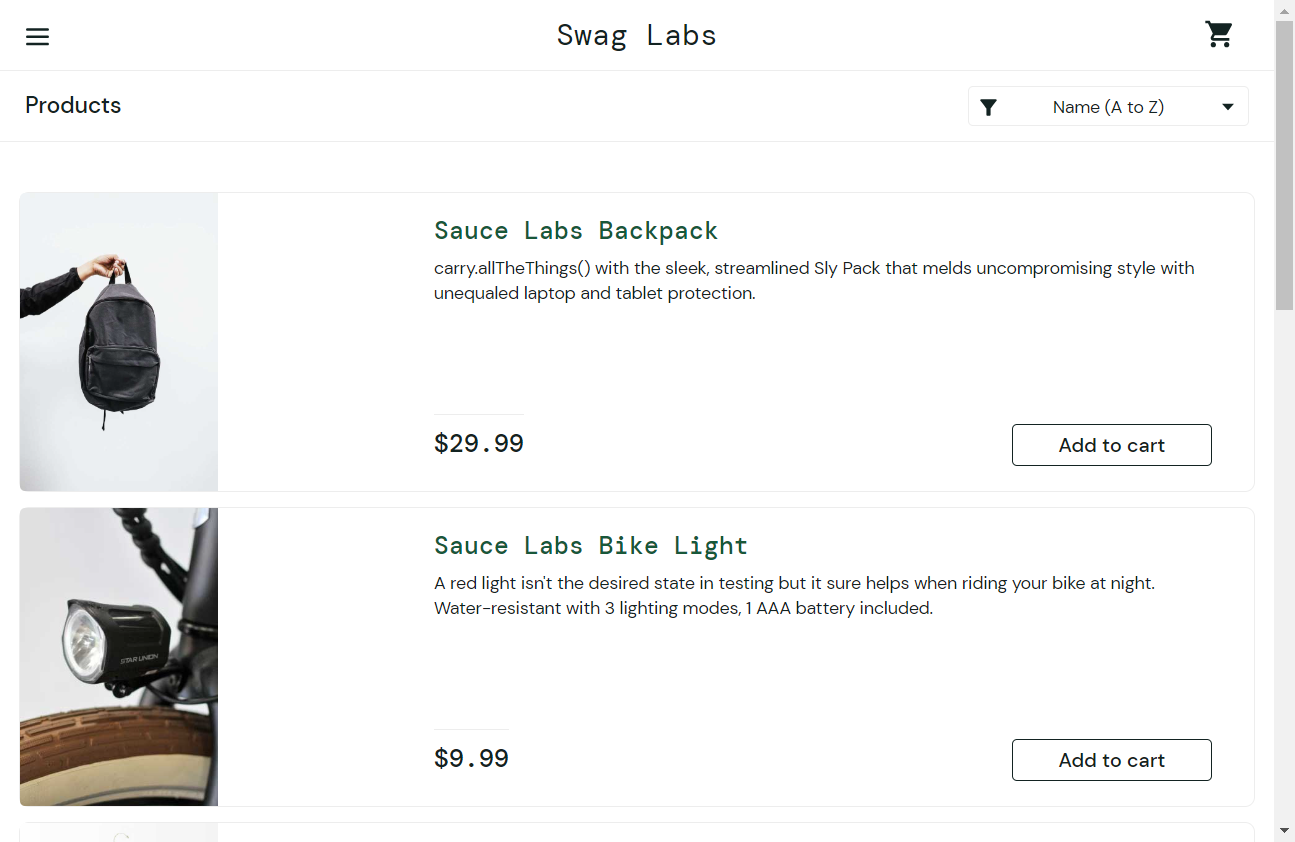 Swag Labs
Products
Name (A to Z)
Sauce Labs Backpack
carry.allTheThings() with the sleek, streamlined Sly Pack that melds uncompromising style with
unequaled laptop and tablet protection.
$29.99
Add to cart
Sauce Labs Bike Light
A red light isn't the desired state in testing but it sure helps when riding your bike at night.
Water-resistant with 3 lighting modes, 1 AAA battery included.
STAR UNION
$9.99
Add to cart